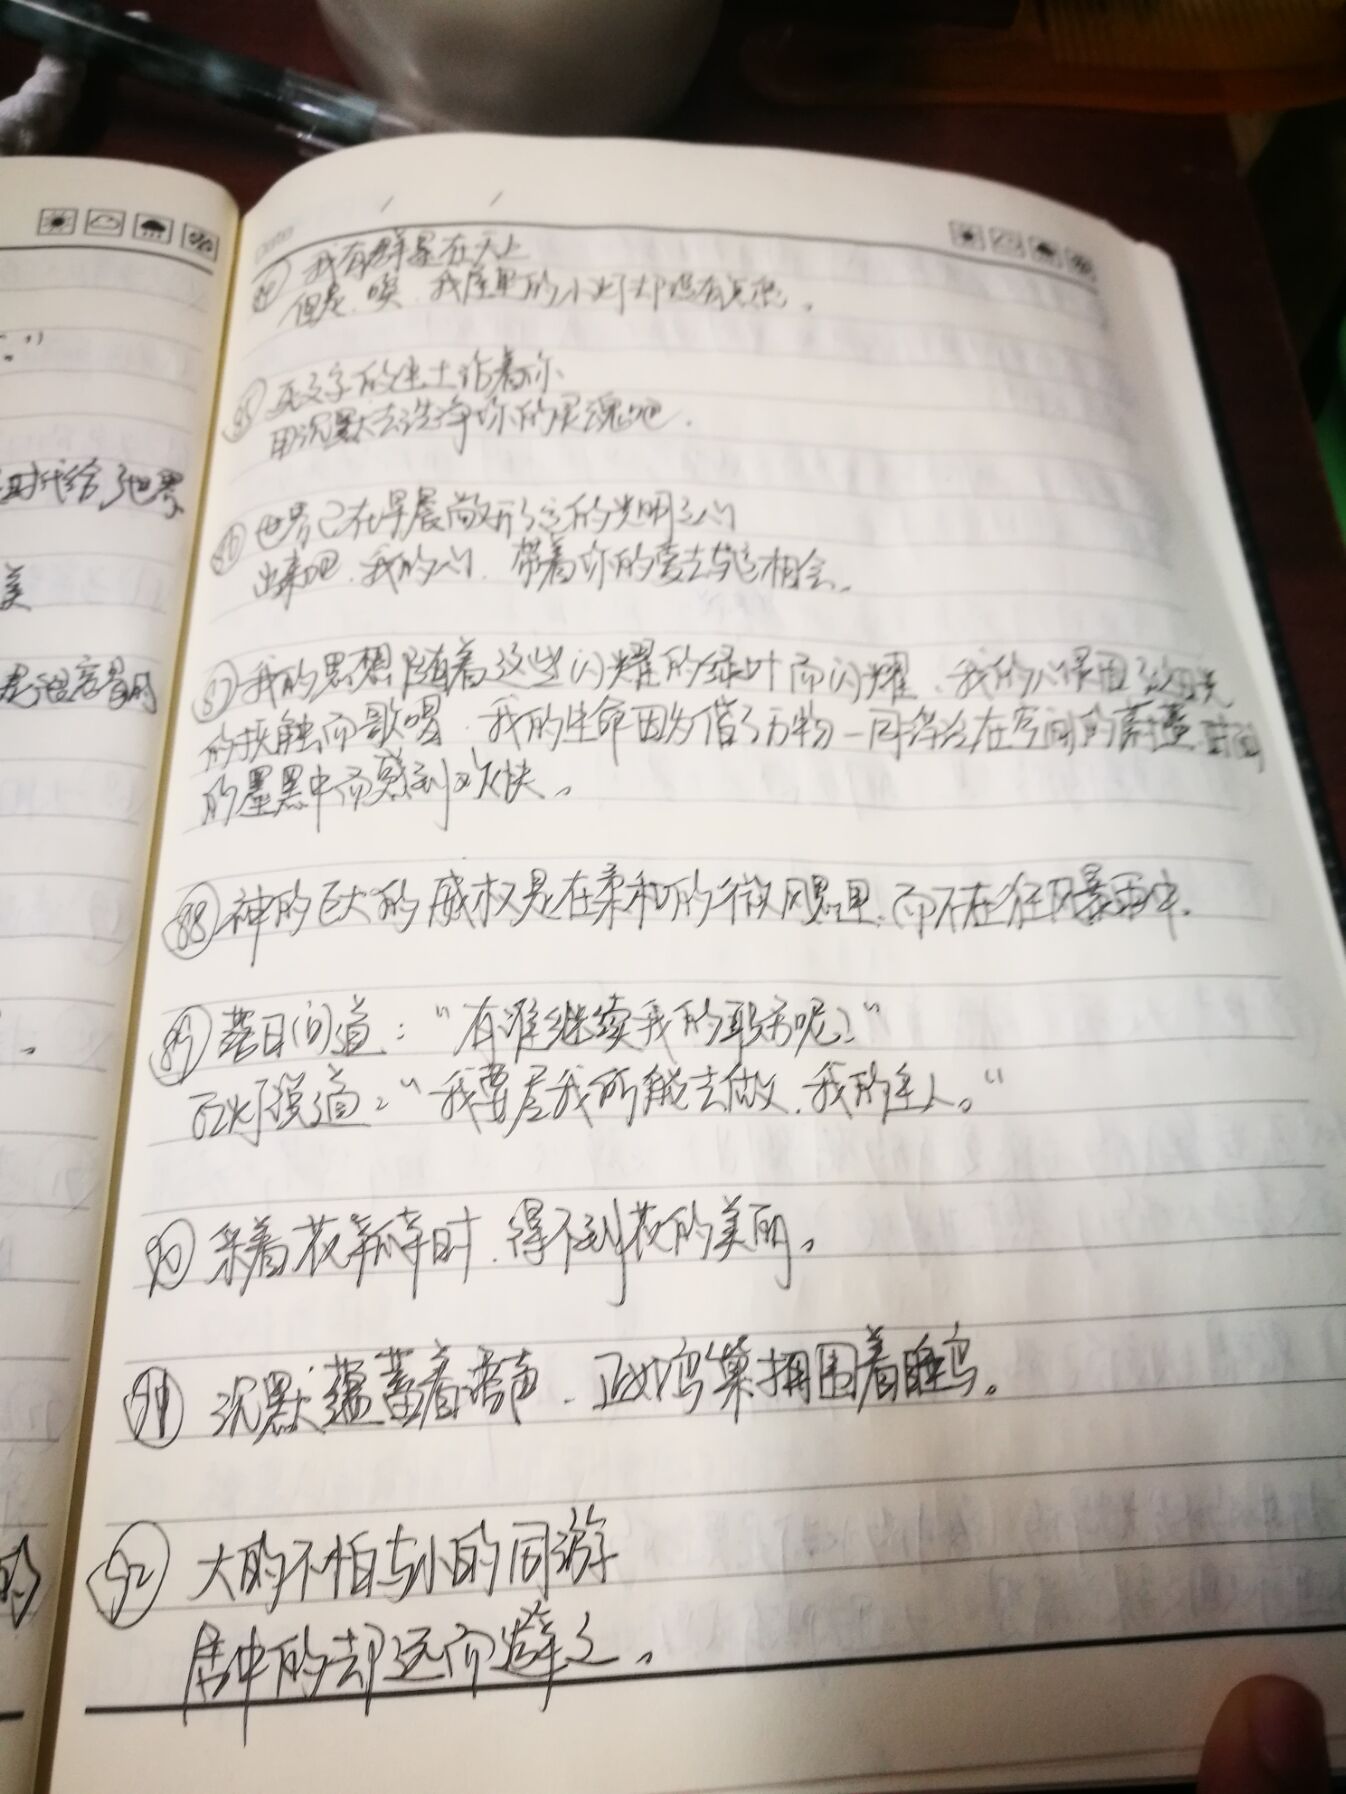 时代给了世界
美
Date
84 我有群星在天上
但是,唉,我屋里的小灯却没有点亮。
85 死文字的尘土沾着你
用沉默去洗净你的灵魂吧。
86 世界已在早晨敞开了它的光明之心
出来吧,我的心,带着你的爱去与它相会。
87 我的思想随着这些闪耀的绿叶而闪耀,我的心灵因了这日光
的抚触而歌唱,我的生命因为偕了万物一同浮泛在空间的蔚蓝,时间
的墨黑中而感到欢快。
88 神的巨大的威权是在柔和的微飔里,而不在狂风暴雨中。
89 落日问道:“有谁继续我的职务呢?”
瓦灯说道:“我要尽我所能去做,我的主人。”
90 采着花瓣时,得不到花的美丽。
91 沉默蕴蓄着语声,正如鸟巢拥围着睡鸟。
92 大的不怕与小的同游
居中的却远而避之。